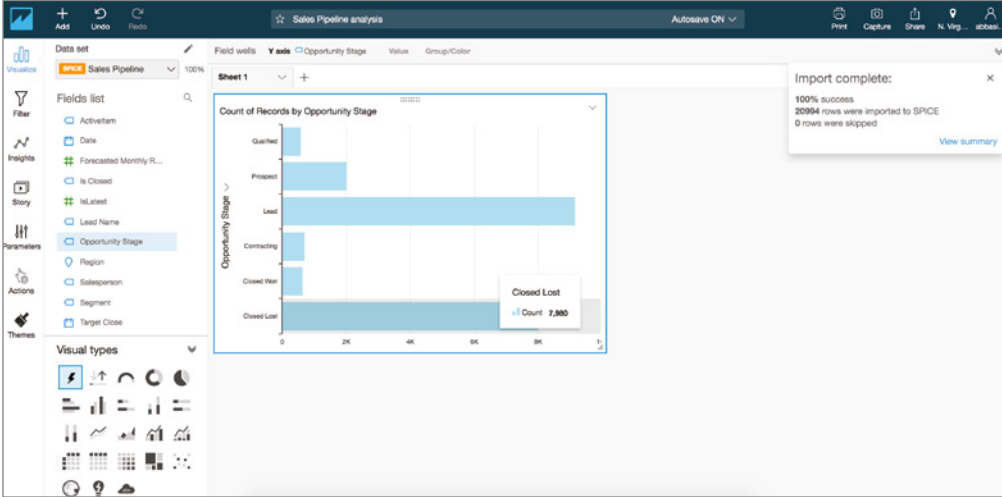 Add
Undo
Redo
Sales Pipeline analysis
Autosave ON
Print
Capture
Share
N. Virg...
abbasi.
Visualize
Filter
Insights
Story
Parameters
Actions
Themes
Data set
SPICE Sales Pipeline 100%
Fields list
ActiveItem
Date
Forecasted Monthly R...
Is Closed
IsLatest
Lead Name
Opportunity Stage
Region
Salesperson
Segment
Target Close
Visual types
Field wells Y axis Opportunity Stage Value Group/Color
Sheet 1
Count of Records by Opportunity Stage
Opportunity Stage
Qualified
Prospect
Lead
Contracting
Closed Won
Closed Lost
0 2K 4K 6K 8K 1
Closed Lost
Count 7,980
Import complete:
100% success
20994 rows were imported to SPICE
0 rows were skipped
View summary